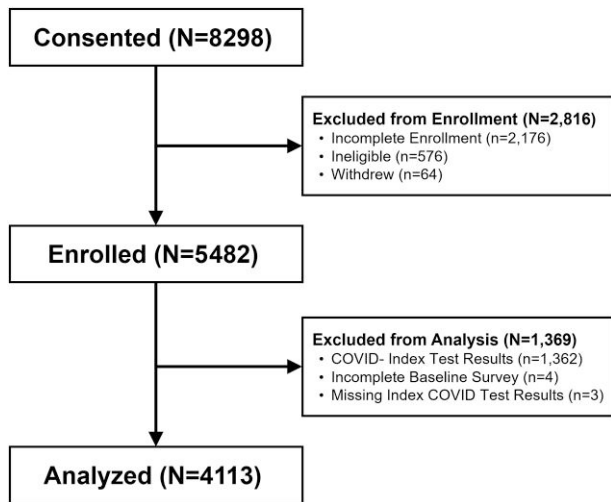 Consented (N=8298)
Excluded from Enrollment (N=2,816)
• Incomplete Enrollment (n=2,176)
• Ineligible (n=576)
• Withdrew (n=64)
Enrolled (N=5482)
Excluded from Analysis (N=1,369)
• COVID- Index Test Results (n=1,362)
• Incomplete Baseline Survey (n=4)
• Missing Index COVID Test Results (n=3)
Analyzed (N=4113)